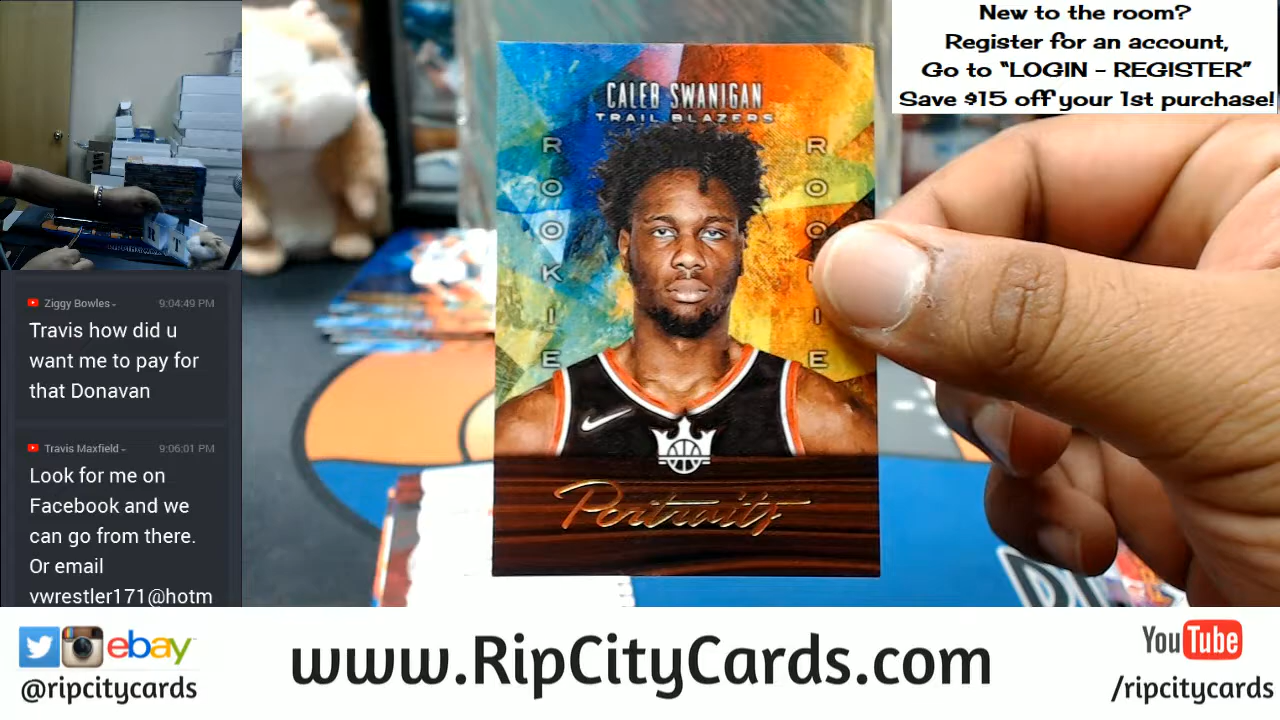 New to the room?
Register for an account,
Go to "LOGIN - REGISTER"
Save $15 off your 1st purchase!
CALEB SWANIGAN
TRAIL BLAZERS
ROOKIE
ROOKIE
Portraits
Ziggy Bowles
9:04:49 PM
Travis how did u
want me to pay for
that Donavan
Travis Maxfield
9:06:01 PM
Look for me on
Facebook and we
can go from there.
Or email
vwrestler171@hotm
ebay
@ripcitycards
www.RipCityCards.com
YouTube
/ripcitycards